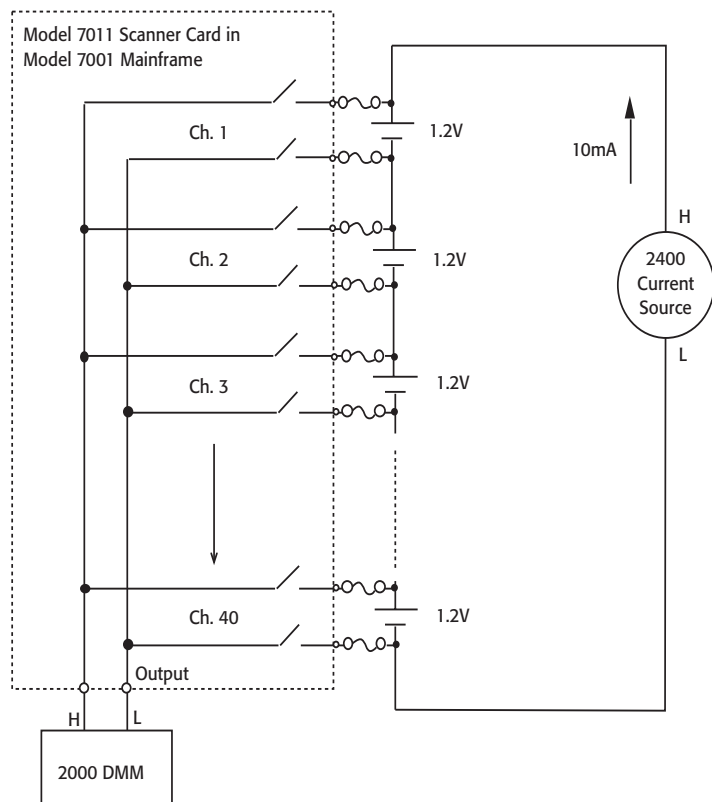 Model 7011 Scanner Card in
Model 7001 Mainframe
Ch. 1
1.2V
10mA
H
2400
Current
Source
L
Ch. 2
1.2V
Ch. 3
1.2V
Ch. 40
1.2V
Output
H
L
2000 DMM